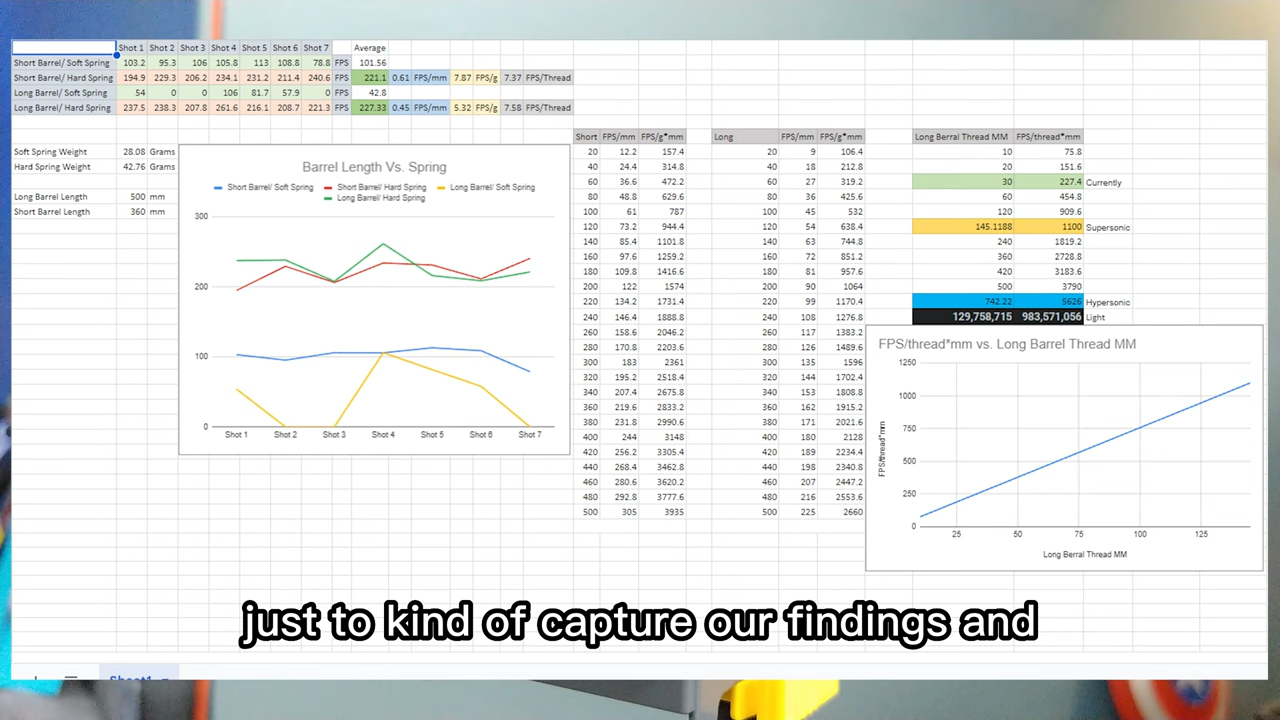 Shot 1 Shot 2 Shot 3 Shot 4 Shot 5 Shot 6 Shot 7 Average
Short Barrel/ Soft Spring 103.2 95.3 106 105.8 113 108.8 78.8 FPS 101.56
Short Barrel/ Hard Spring 194.9 229.3 206.2 234.1 231.2 211.4 240.6 FPS 221.1 0.61 FPS/mm 7.87 FPS/g 7.37 FPS/Thread
Long Barrel/ Soft Spring 54 0 0 106 81.7 57.9 0 FPS 42.8
Long Barrel/ Hard Spring 237.5 238.3 207.8 261.6 216.1 208.7 221.3 FPS 227.33 0.45 FPS/mm 5.32 FPS/g 7.58 FPS/Thread
Soft Spring Weight 28.08 Grams
Hard Spring Weight 42.76 Grams
Long Barrel Length 500 mm
Short Barrel Length 360 mm
Barrel Length Vs. Spring
Short Barrel/ Soft Spring Short Barrel/ Hard Spring Long Barrel/ Soft Spring
Long Barrel/ Hard Spring
300
200
100
0
Shot 1 Shot 2 Shot 3 Shot 4 Shot 5 Shot 6 Shot 7
Short FPS/mm FPS/g*mm
20 12.2 157.4
40 24.4 314.8
60 36.6 472.2
80 48.8 629.6
100 61 787
120 73.2 944.4
140 85.4 1101.8
160 97.6 1259.2
180 109.8 1416.6
200 122 1574
220 134.2 1731.4
240 146.4 1888.8
260 158.6 2046.2
280 170.8 2203.6
300 183 2361
320 195.2 2518.4
340 207.4 2675.8
360 219.6 2833.2
380 231.8 2990.6
400 244 3148
420 256.2 3305.4
440 268.4 3462.8
460 280.6 3620.2
480 292.8 3777.6
500 305 3935
Long FPS/mm FPS/g*mm
20 9 106.4
40 18 212.8
60 27 319.2
80 36 425.6
100 45 532
120 54 638.4
140 63 744.8
160 72 851.2
180 81 957.6
200 90 1064
220 99 1170.4
240 108 1276.8
260 117 1383.2
280 126 1489.6
300 135 1596
320 144 1702.4
340 153 1808.8
360 162 1915.2
380 171 2021.6
400 180 2128
420 189 2234.4
440 198 2340.8
460 207 2447.2
480 216 2553.6
500 225 2660
Long Berral Thread MM FPS/thread*mm
10 75.8
20 151.6
30 227.4 Currently
60 454.8
120 909.6
145.1188 1100 Supersonic
240 1819.2
360 2728.8
420 3183.6
500 3790
742.22 5626 Hypersonic
129,758,715 983,571,056 Light
FPS/thread*mm vs. Long Barrel Thread MM
1250
1000
750
500
250
0
FPS/thread*mm
25 50 75 100 125
Long Berral Thread MM
just to kind of capture our findings and